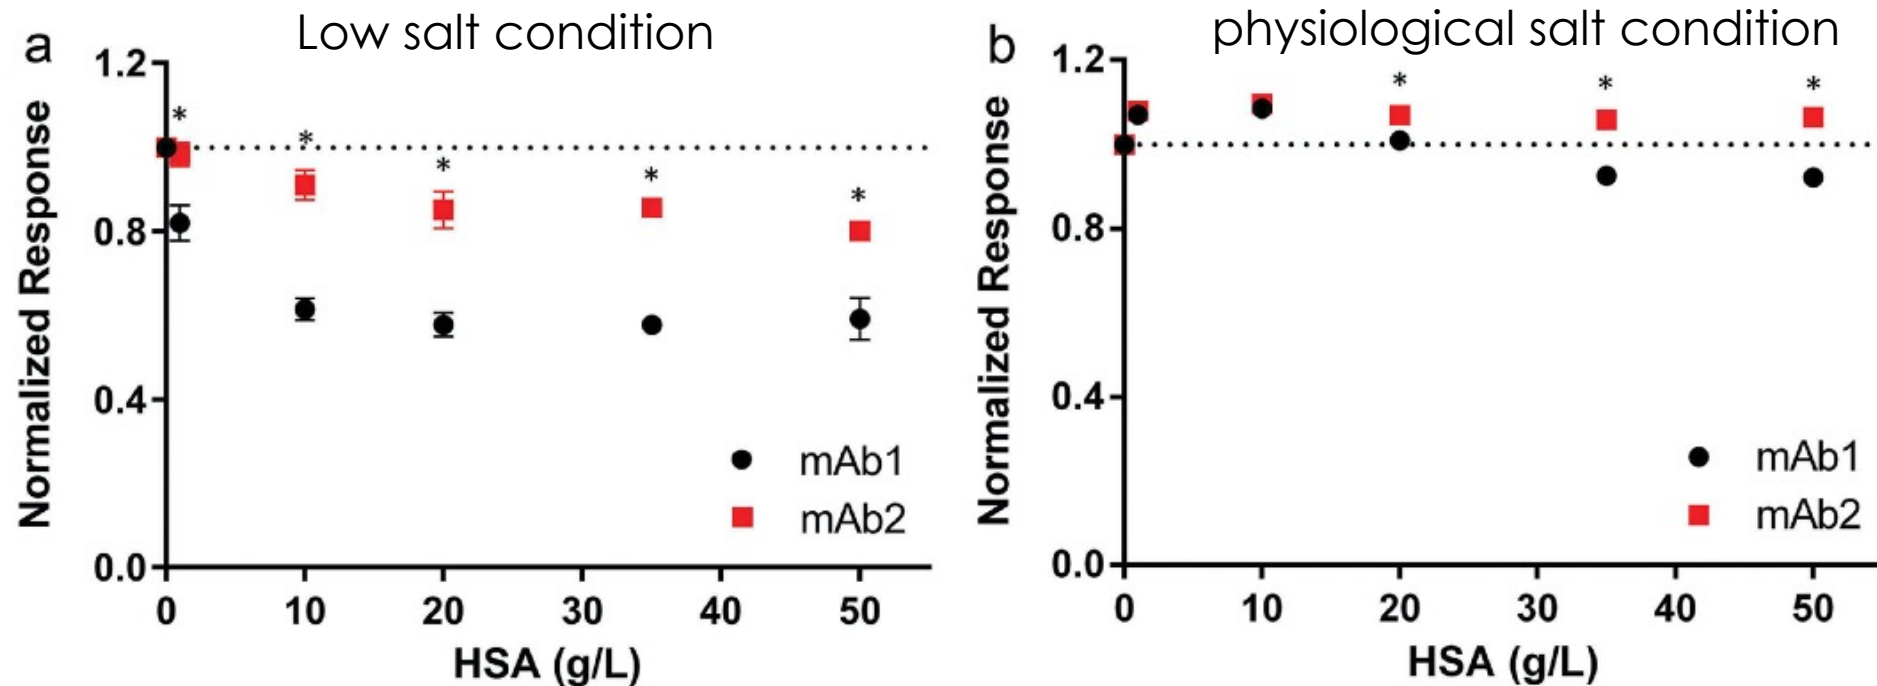 a
Low salt condition
Normalized Response
1.2
0.8
0.4
0.0
*
*
*
*
*
mAb1
mAb2
0
10
20
30
40
50
HSA (g/L)
b
physiological salt condition
Normalized Response
1.2
0.8
0.4
0.0
*
*
*
mAb1
mAb2
0
10
20
30
40
50
HSA (g/L)